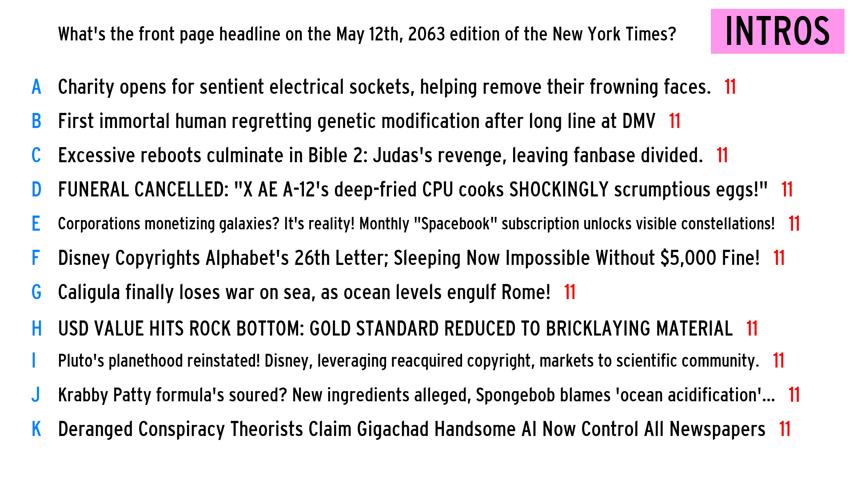 What's the front page headline on the May 12th, 2063 edition of the New York Times?
INTROS
A Charity opens for sentient electrical sockets, helping remove their frowning faces. 11
B First immortal human regretting genetic modification after long line at DMV 11
C Excessive reboots culminate in Bible 2: Judas's revenge, leaving fanbase divided. 11
D FUNERAL CANCELLED: "X AE A-12's deep-fried CPU cooks SHOCKINGLY scrumptious eggs!" 11
E Corporations monetizing galaxies? It's reality! Monthly "Spacebook" subscription unlocks visible constellations! 11
F Disney Copyrights Alphabet's 26th Letter; Sleeping Now Impossible Without $5,000 Fine! 11
G Caligula finally loses war on sea, as ocean levels engulf Rome! 11
H USD VALUE HITS ROCK BOTTOM: GOLD STANDARD REDUCED TO BRICKLAYING MATERIAL 11
I Pluto's planethood reinstated! Disney, leveraging reacquired copyright, markets to scientific community. 11
J Krabby Patty formula's soured? New ingredients alleged, Spongebob blames 'ocean acidification'... 11
K Deranged Conspiracy Theorists Claim Gigachad Handsome AI Now Control All Newspapers 11